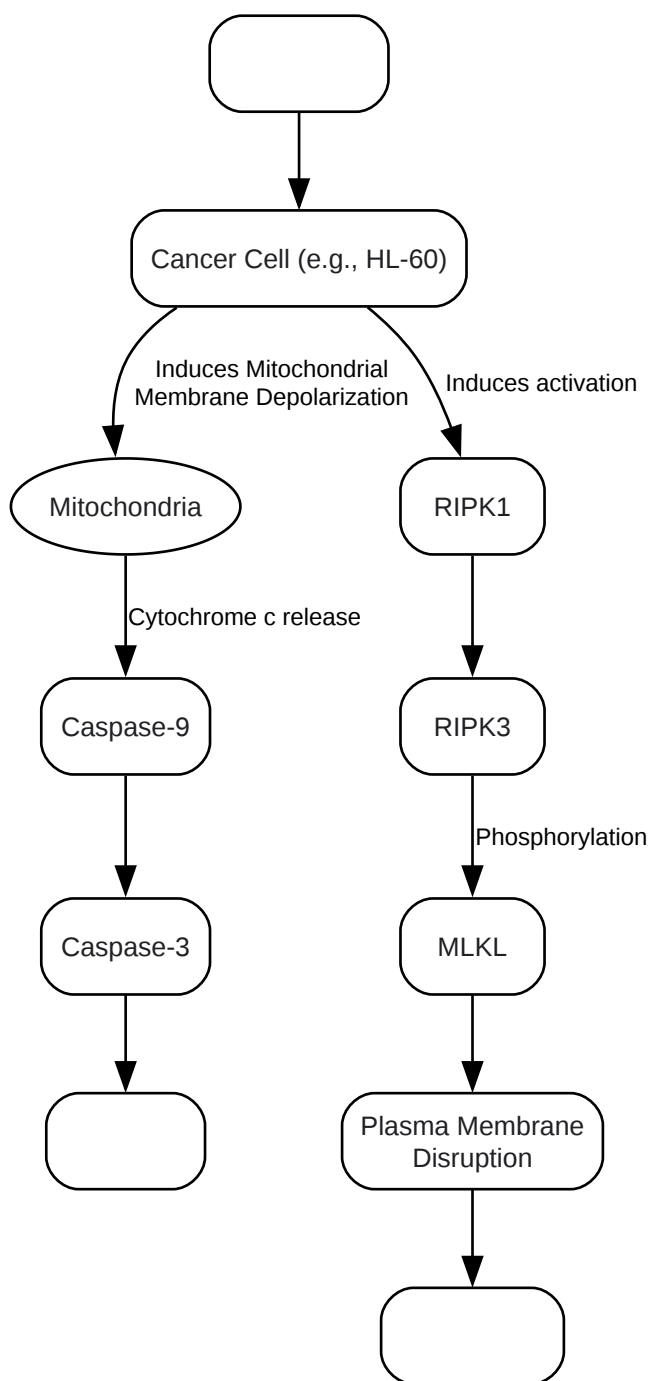 Cancer Cell (e.g., HL-60)
Induces Mitochondrial
Membrane Depolarization
Induces activation
Mitochondria
RIPK1
Cytochrome c release
Caspase-9
RIPK3
Phosphorylation
Caspase-3
MLKL
Plasma Membrane
Disruption